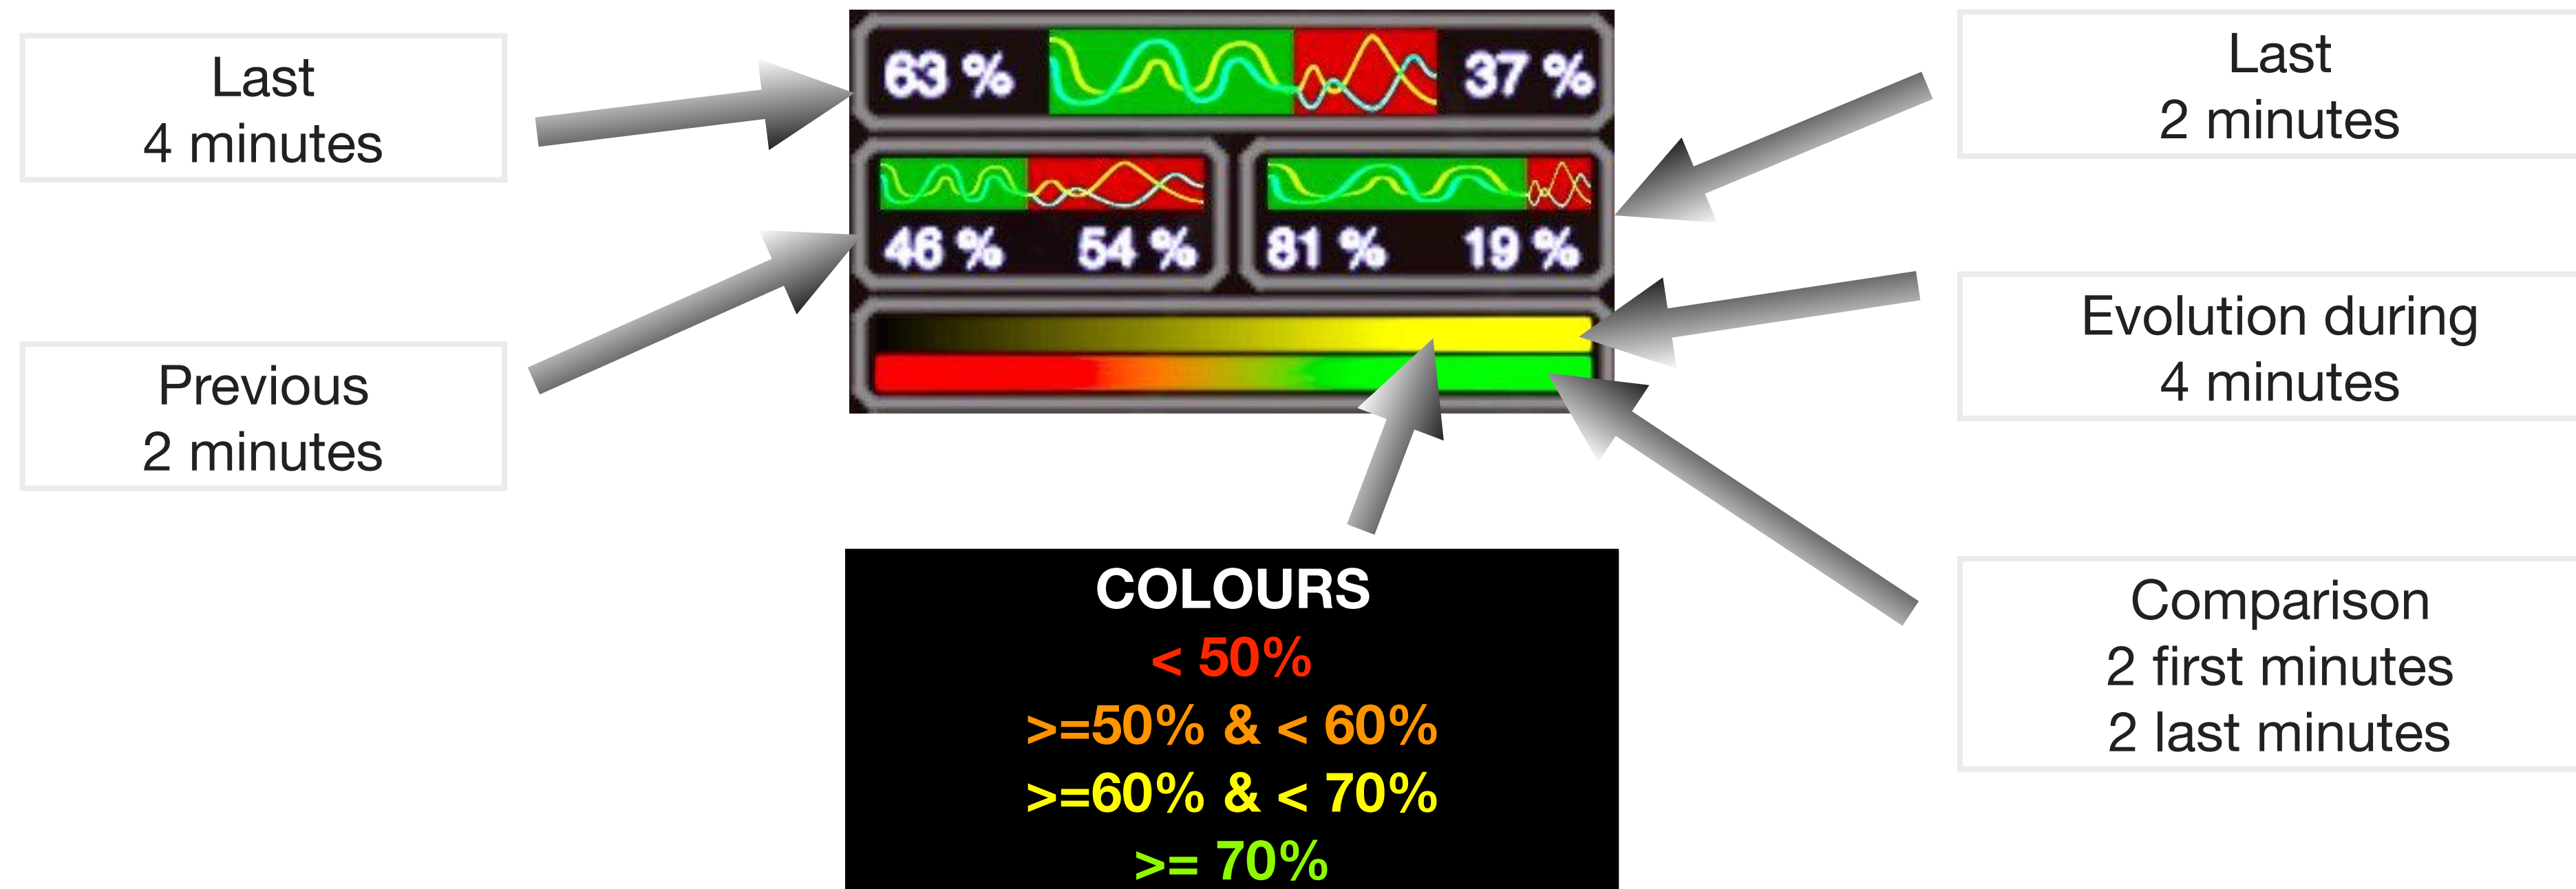 Last
4 minutes
63 %
37 %
Last
2 minutes
46 %
54 %
81 %
19 %
Previous
2 minutes
Evolution during
4 minutes
COLOURS
< 50%
>=50% & < 60%
>=60% & < 70%
>= 70%
Comparison
2 first minutes
2 last minutes